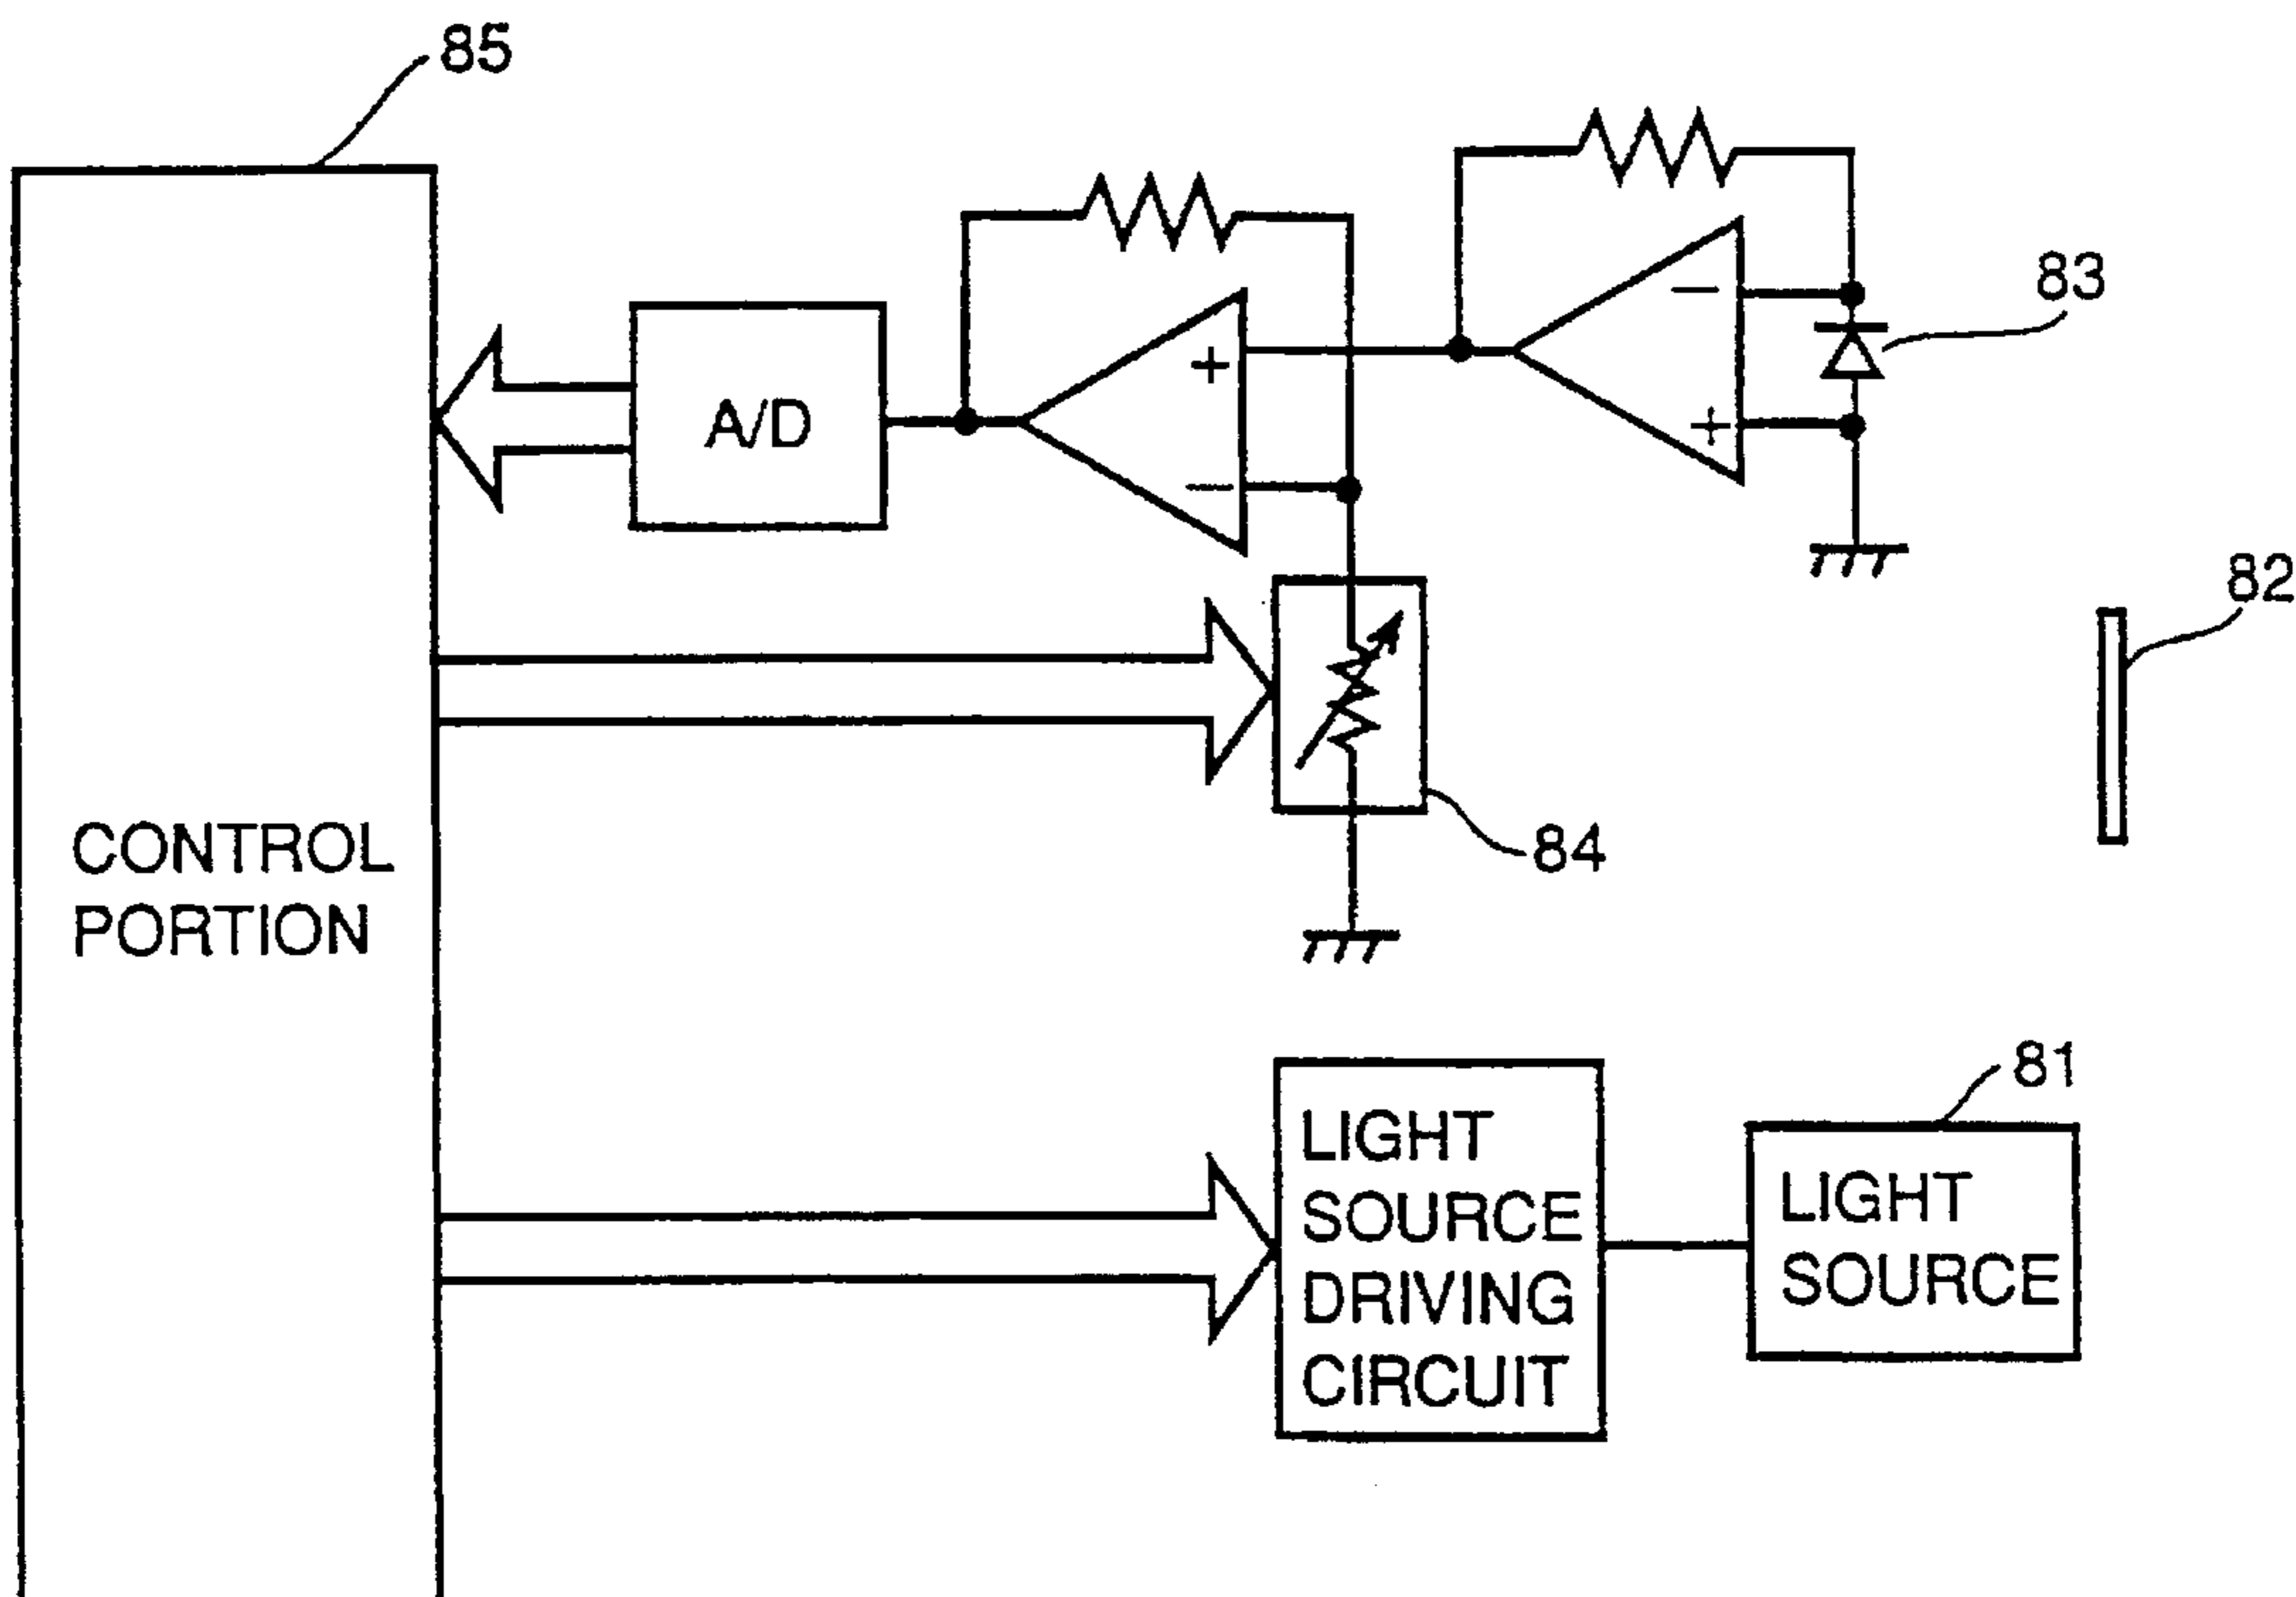 85
83
A/D
82
CONTROL
PORTION
84
81
LIGHT
SOURCE
DRIVING
CIRCUIT
LIGHT
SOURCE